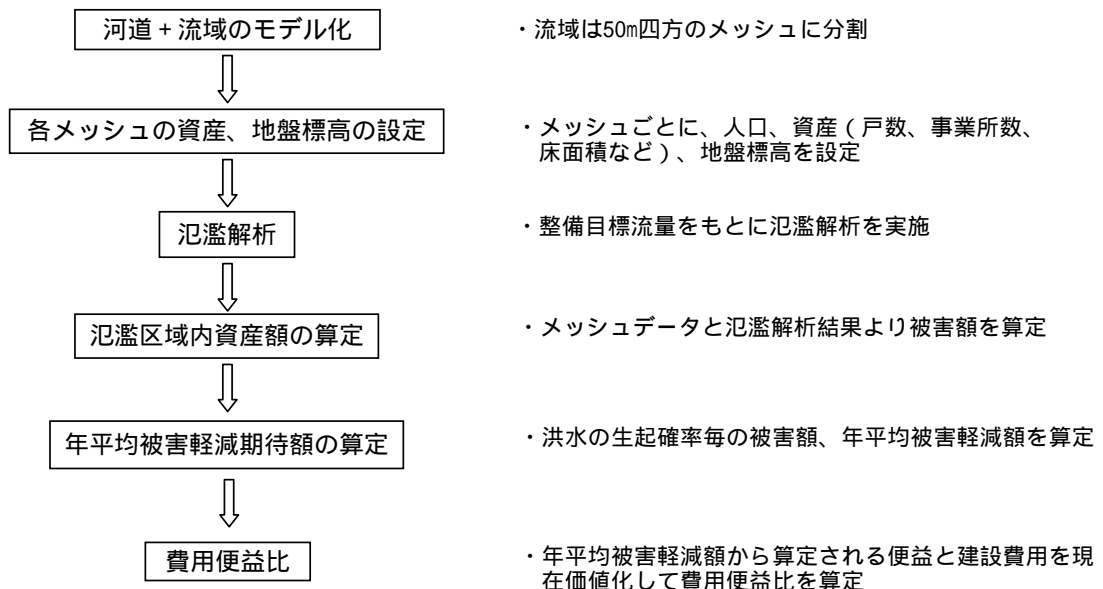 河道＋流域のモデル化
・流域は50m四方のメッシュに分割
各メッシュの資産、地盤標高の設定
・メッシュごとに、人口、資産（戸数、事業所数、
床面積など）、地盤標高を設定
氾濫解析
・整備目標流量をもとに氾濫解析を実施
氾濫区域内資産額の算定
・メッシュデータと氾濫解析結果より被害額を算定
年平均被害軽減期待額の算定
・洪水の生起確率毎の被害額、年平均被害軽減額を算定
費用便益比
・年平均被害軽減額から算定される便益と建設費用を現
在価値化して費用便益比を算定